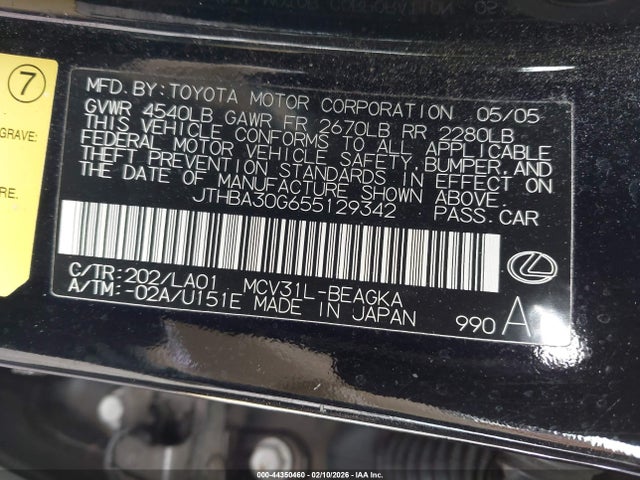 7
GRAVE:
RE.
MFD. BY: TOYOTA MOTOR CORPORATION 05/05
GVWR 4540LB GAWR FR 2670LB RR 2280LB
THIS VEHICLE CONFORMS TO ALL APPLICABLE
FEDERAL MOTOR VEHICLE SAFETY, BUMPER, AND
THEFT PREVENTION STANDARDS IN EFFECT ON
THE DATE OF MANUFACTURE SHOWN ABOVE.
JTHBA30G655129342 PASS. CAR
C/TR: 202/LA01 MCV31L-BEAGKA
A/TM: -02A/U151E MADE IN JAPAN 990 A
000-44350460 - 02/10/2026 - IAA Inc.